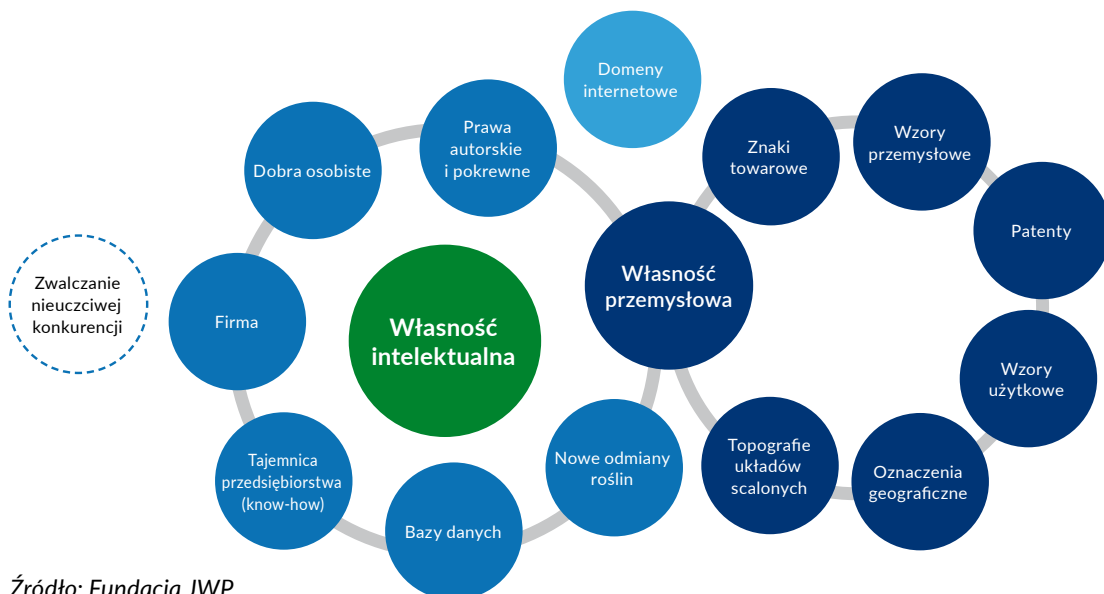 Domeny
internetowe
Prawa
autorskie
i pokrewne
Znaki
towarowe
Wzory
przemysłowe
Dobra osobiste
Patenty
Zwalczanie
nieuczciwej
konkurencji
Firma
Własność
intelektualna
Własność
przemysłowa
Wzory
użytkowe
Tajemnica
przedsiębiorstwa
(know-how)
Bazy danych
Nowe odmiany
roślin
Topografie
układów
scalonych
Oznaczenia
geograficzne
Źródło: Fundacja JWP